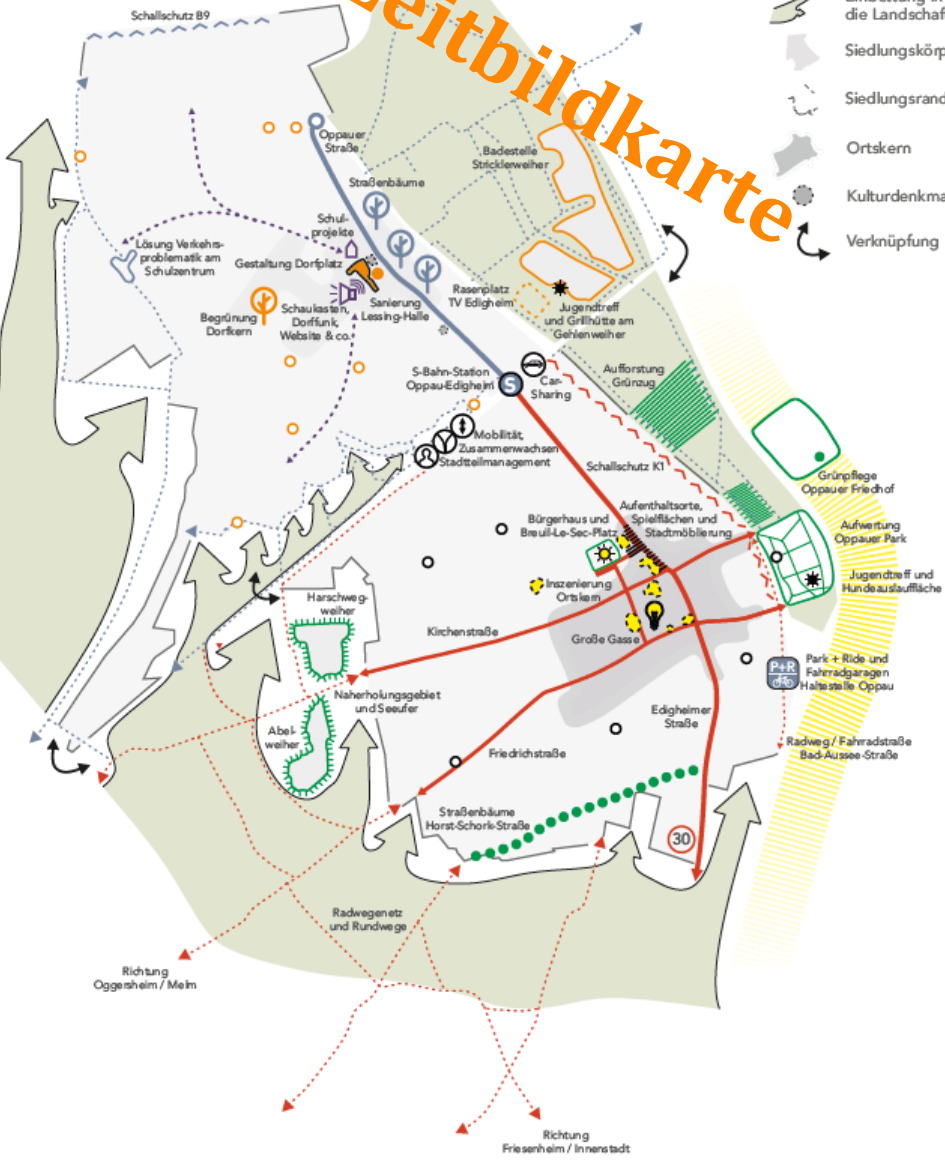 Schallschutz B9
eitbildkarte
die Landschaf
Siedlungskörp
Siedlungsrand
Ortskern
Kulturdenkma
Verknüpfung
Oppauer
Straße
Badestelle
Stricklerweiher
Straßenbäume
Schul-
projekte
Gestaltung Dorfplatz
Lösung Verkehrs-
problematik am
Schulzentrum
Begrünung
Dorfkern
Schaukasten,
Dorffunk,
Website & co.
Sanierung
Lessing-Halle
Rasenplatz
TV Edigheim
Jugendtreff
und Grillhütte am
Gehlenweiher
S-Bahn-Station
Oppau-Edigheim
S
Car-
Sharing
Aufforstung
Grünzug
Mobilität,
Zusammenwachsen
Stadtteilmanagement
Schallschutz K1
Grünpflege
Oppauer Friedhof
Aufenthaltsorte,
Spielflächen und
Stadtmöblierung
Bürgerhaus und
Breuil-Le-Sec-Platz
Aufwertung
Oppauer Park
Inszenierung
Ortskern
Jugendtreff und
Hundeauslauffläche
Harschweg-
weiher
Kirchenstraße
Große Gasse
P+R
Park + Ride und
Fahrradgaragen
Haltestelle Oppau
Naherholungsgebiet
und Seeufer
Abel-
weiher
Edigheimer
Straße
Friedrichstraße
Radweg / Fahrradstraße
Bad-Aussee-Straße
Straßenbäume
Horst-Schork-Straße
30
Radwegenetz
und Rundwege
Richtung
Oggersheim / Melm
Richtung
Friesenheim / Innenstadt